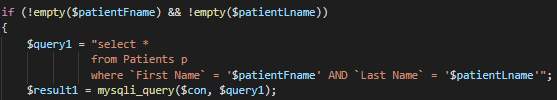 if (!empty($patientFname) && !empty($patientLname))
{
    $query1 = "select *
            from Patients p
            where `First Name` = '$patientFname' AND `Last Name` = '$patientLname'";
    $result1 = mysqli_query($con, $query1);